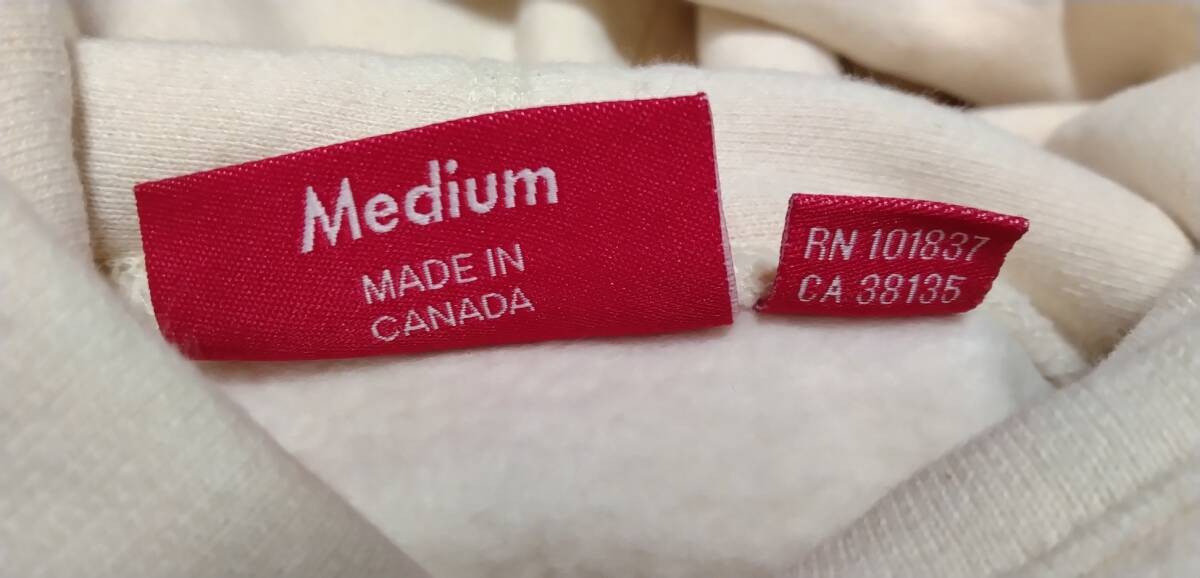 Medium
MADE IN
CANADA
RN 101837
CA 38135